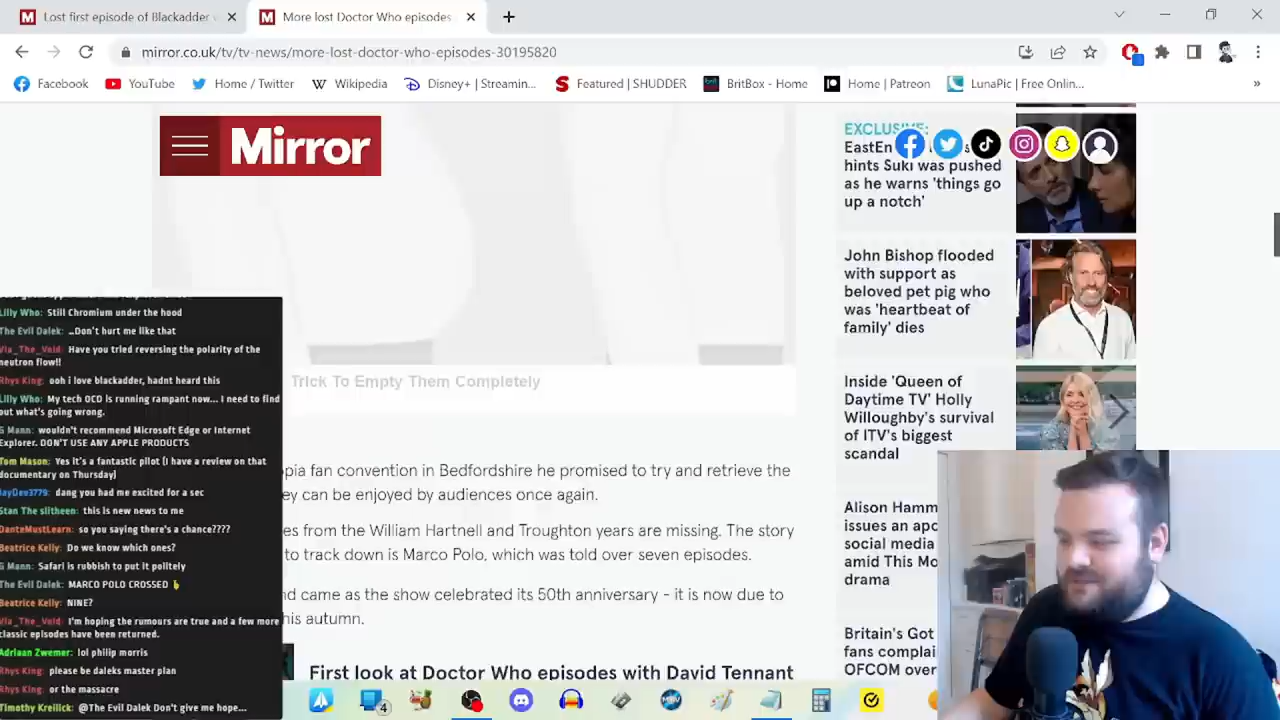 Lost first episode of Blackadder
More lost Doctor Who episodes
mirror.co.uk/tv/tv-news/more-lost-doctor-who-episodes-30195820
Facebook
YouTube
Home / Twitter
Wikipedia
Disney+ | Streamin...
Featured | SHUDDER
BritBox - Home
Home | Patreon
LunaPic | Free Onlin...
Mirror
EXCLUSIVE:
hints Suki was pushed
as he warns 'things go
up a notch'
John Bishop flooded
with support as
beloved pet pig who
was 'heartbeat of
family' dies
Inside 'Queen of
Daytime TV' Holly
Willoughby's survival
of ITV's biggest
scandal
Alison Hamm
issues an apo
social media
amid This Mo
drama
Britain's Got
fans complai
OFCOM over
Trick To Empty Them Completely
pia fan convention in Bedfordshire he promised to try and retrieve the
ey can be enjoyed by audiences once again.
es from the William Hartnell and Troughton years are missing. The story
to track down is Marco Polo, which was told over seven episodes.
nd came as the show celebrated its 50th anniversary - it is now due to
his autumn.
First look at Doctor Who episodes with David Tennant
Lilly Who: Still Chromium under the hood
The Evil Dalek: ...Don't hurt me like that
Via_The_Void: Have you tried reversing the polarity of the
neutron flow!!
Rhys King: ooh i love blackadder, hadnt heard this
Lilly Who: My tech OCD is running rampant now... I need to find
out what's going wrong.
G Mann: wouldn't recommend Microsoft Edge or Internet
Explorer. DON'T USE ANY APPLE PRODUCTS
Tom Mason: Yes it's a fantastic pilot (I have a review on that
documentary on Thursday)
JayDee3779: dang you had me excited for a sec
Stan The slitheen: this is new news to me
DanteMustLearn: so you saying there's a chance????
Beatrice Kelly: Do we know which ones?
G Mann: Safari is rubbish to put it politely
The Evil Dalek: MARCO POLO CROSSED
Beatrice Kelly: NINE?
Via_The_Void: I'm hoping the rumours are true and a few more
classic episodes have been returned.
Adriaan Zwemer: lol philip morris
Rhys King: please be daleks master plan
Rhys King: or the massacre
Timothy Kreilick: @The Evil Dalek Don't give me hope...
4